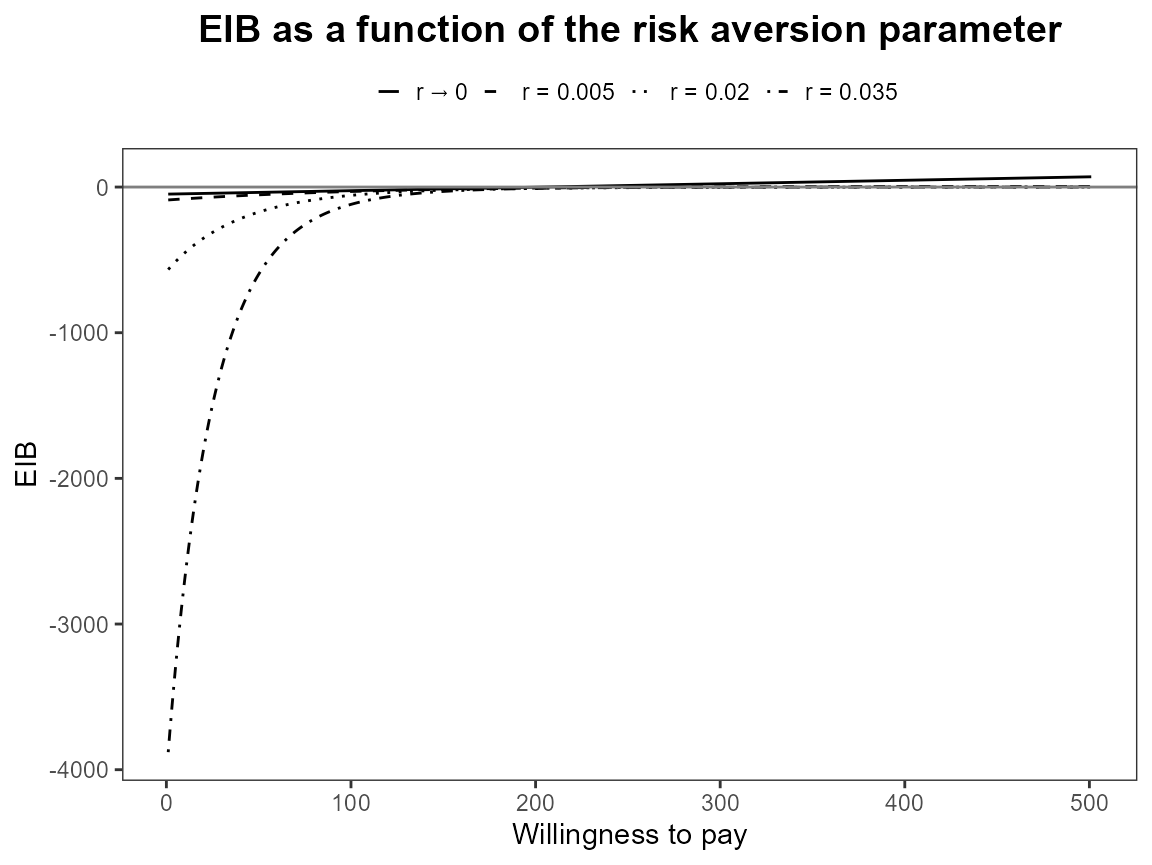 EIB as a function of the risk aversion parameter
r → 0 r = 0.005 r = 0.02 r = 0.035
0
-1000
-2000
-3000
-4000
EIB
0 100 200 300 400 500
Willingness to pay